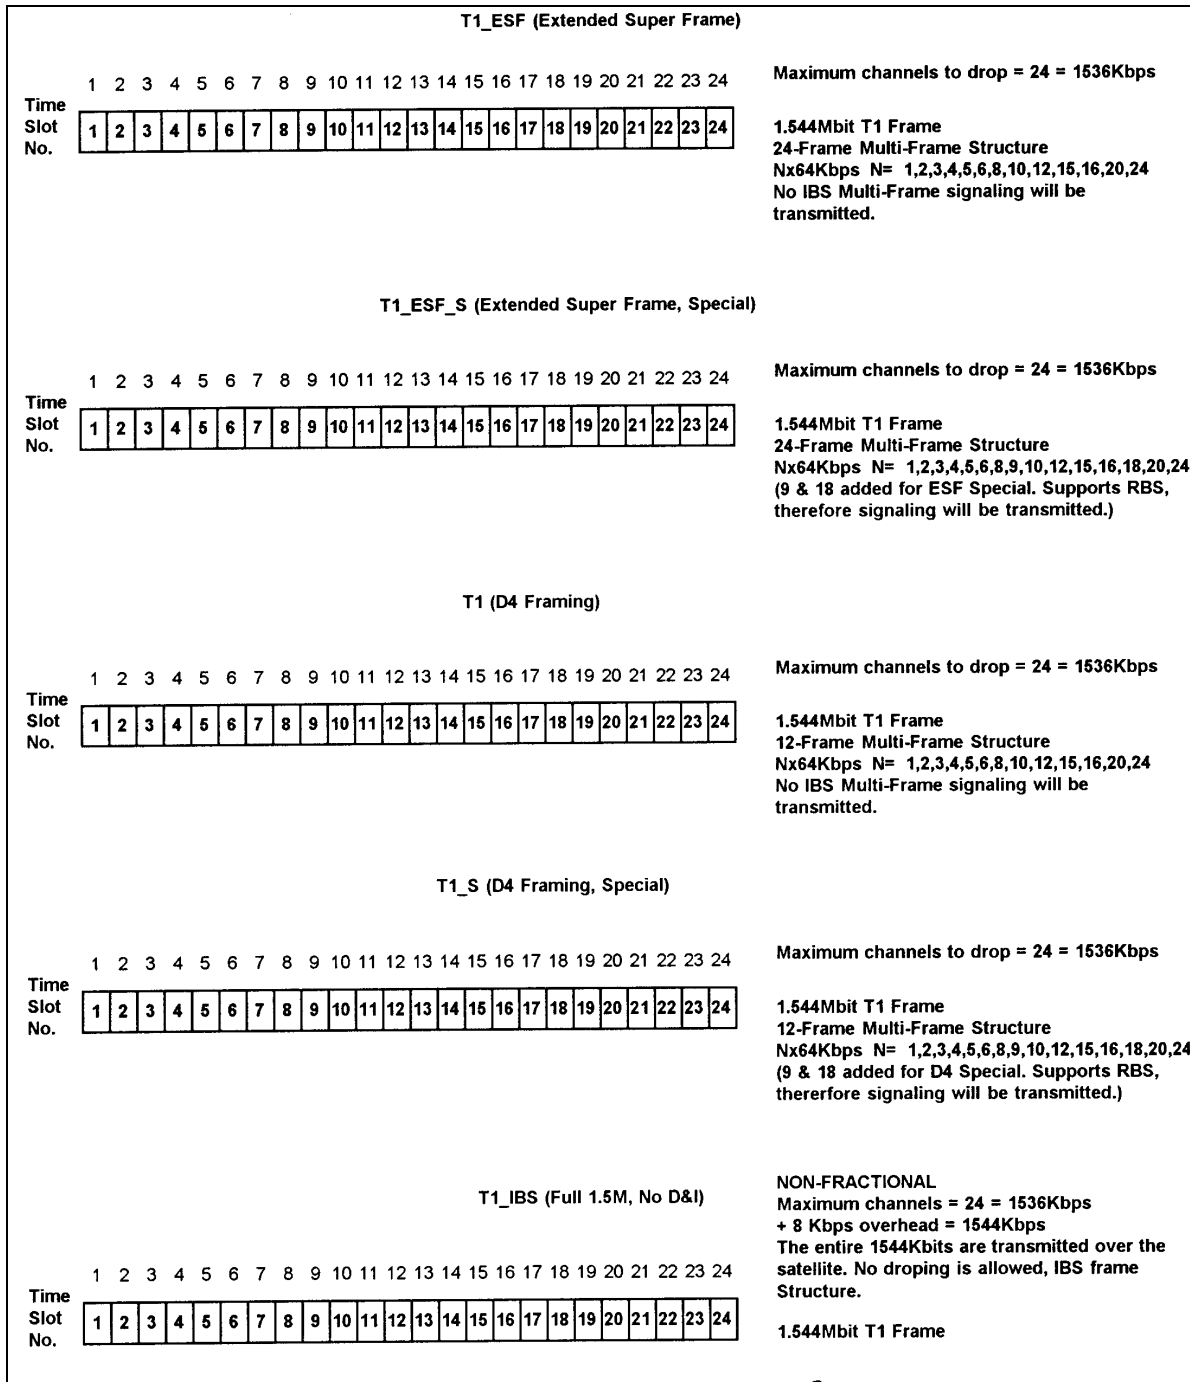 T1_ESF (Extended Super Frame)
1 2 3 4 5 6 7 8 9 10 11 12 13 14 15 16 17 18 19 20 21 22 23 24
Time
Slot
No.
1 2 3 4 5 6 7 8 9 10 11 12 13 14 15 16 17 18 19 20 21 22 23 24
Maximum channels to drop = 24 = 1536Kbps
1.544Mbit T1 Frame
24-Frame Multi-Frame Structure
Nx64Kbps N= 1,2,3,4,5,6,8,10,12,15,16,20,24
No IBS Multi-Frame signaling will be
transmitted.
T1_ESF_S (Extended Super Frame, Special)
1 2 3 4 5 6 7 8 9 10 11 12 13 14 15 16 17 18 19 20 21 22 23 24
Time
Slot
No.
1 2 3 4 5 6 7 8 9 10 11 12 13 14 15 16 17 18 19 20 21 22 23 24
Maximum channels to drop = 24 = 1536Kbps
1.544Mbit T1 Frame
24-Frame Multi-Frame Structure
Nx64Kbps N= 1,2,3,4,5,6,8,9,10,12,15,16,18,20,24
(9 & 18 added for ESF Special. Supports RBS,
therefore signaling will be transmitted.)
T1 (D4 Framing)
1 2 3 4 5 6 7 8 9 10 11 12 13 14 15 16 17 18 19 20 21 22 23 24
Time
Slot
No.
1 2 3 4 5 6 7 8 9 10 11 12 13 14 15 16 17 18 19 20 21 22 23 24
Maximum channels to drop = 24 = 1536Kbps
1.544Mbit T1 Frame
12-Frame Multi-Frame Structure
Nx64Kbps N= 1,2,3,4,5,6,8,10,12,15,16,20,24
No IBS Multi-Frame signaling will be
transmitted.
T1_S (D4 Framing, Special)
1 2 3 4 5 6 7 8 9 10 11 12 13 14 15 16 17 18 19 20 21 22 23 24
Time
Slot
No.
1 2 3 4 5 6 7 8 9 10 11 12 13 14 15 16 17 18 19 20 21 22 23 24
Maximum channels to drop = 24 = 1536Kbps
1.544Mbit T1 Frame
12-Frame Multi-Frame Structure
Nx64Kbps N= 1,2,3,4,5,6,8,9,10,12,15,16,18,20,24
(9 & 18 added for D4 Special. Supports RBS,
thererfore signaling will be transmitted.)
T1_IBS (Full 1.5M, No D&I)
1 2 3 4 5 6 7 8 9 10 11 12 13 14 15 16 17 18 19 20 21 22 23 24
Time
Slot
No.
1 2 3 4 5 6 7 8 9 10 11 12 13 14 15 16 17 18 19 20 21 22 23 24
NON-FRACTIONAL
Maximum channels = 24 = 1536Kbps
+ 8 Kbps overhead = 1544Kbps
The entire 1544Kbits are transmitted over the
satellite. No droping is allowed, IBS frame
Structure.
1.544Mbit T1 Frame